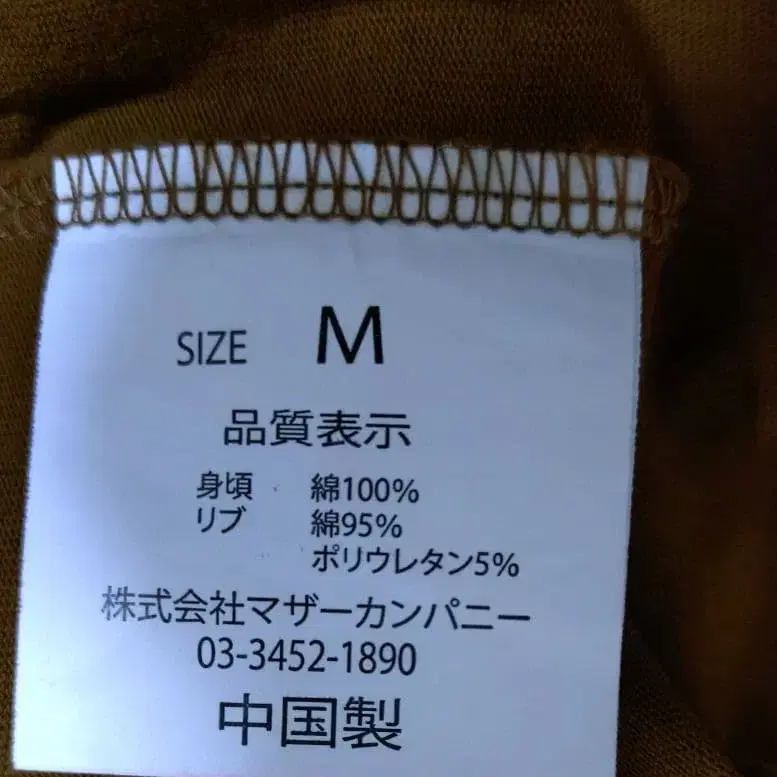 SIZE M
品質表示
身頃 綿100%
リブ 綿95%
ポリウレタン5%
株式会社マザーカンパニー
03-3452-1890
中国製